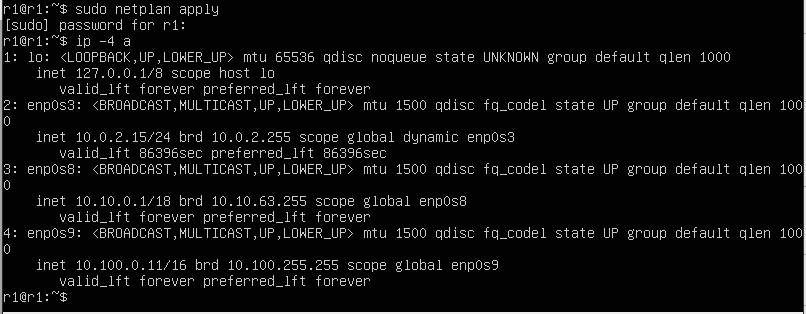 r1@r1:~$ sudo netplan apply
[sudo] password for r1:
r1@r1:~$ ip -4 a
1: lo: <LOOPBACK,UP,LOWER_UP> mtu 65536 qdisc noqueue state UNKNOWN group default qlen 1000
    inet 127.0.0.1/8 scope host lo
       valid_lft forever preferred_lft forever
2: enp0s3: <BROADCAST,MULTICAST,UP,LOWER_UP> mtu 1500 qdisc fq_codel state UP group default qlen 100
0
    inet 10.0.2.15/24 brd 10.0.2.255 scope global dynamic enp0s3
       valid_lft 86396sec preferred_lft 86396sec
3: enp0s8: <BROADCAST,MULTICAST,UP,LOWER_UP> mtu 1500 qdisc fq_codel state UP group default qlen 100
0
    inet 10.10.0.1/18 brd 10.10.63.255 scope global enp0s8
       valid_lft forever preferred_lft forever
4: enp0s9: <BROADCAST,MULTICAST,UP,LOWER_UP> mtu 1500 qdisc fq_codel state UP group default qlen 100
0
    inet 10.100.0.11/16 brd 10.100.255.255 scope global enp0s9
       valid_lft forever preferred_lft forever
r1@r1:~$